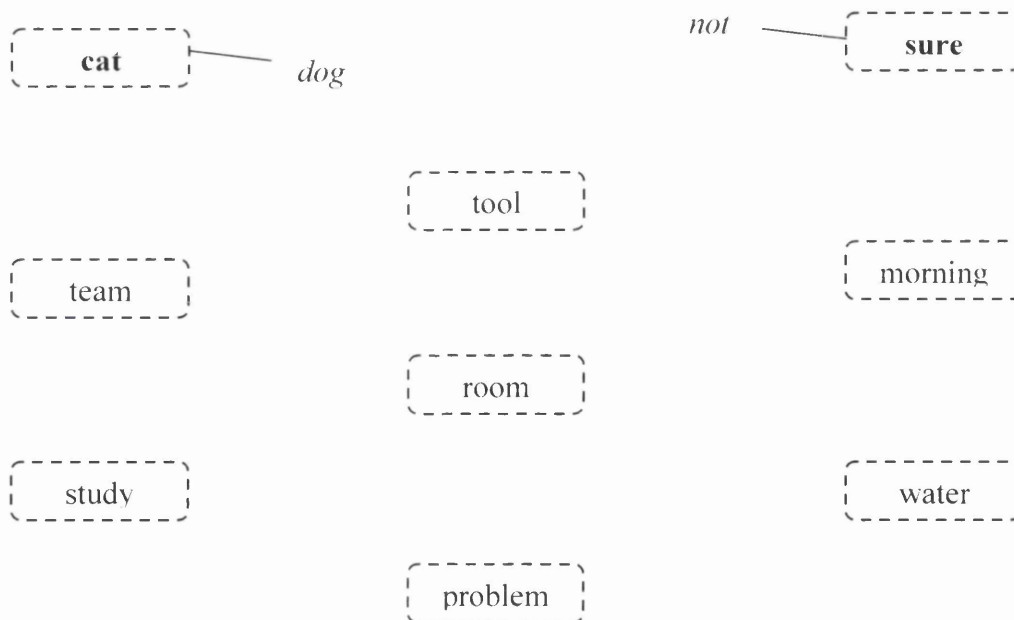 not
sure
cat
dog
tool
morning
team
room
study
water
problem